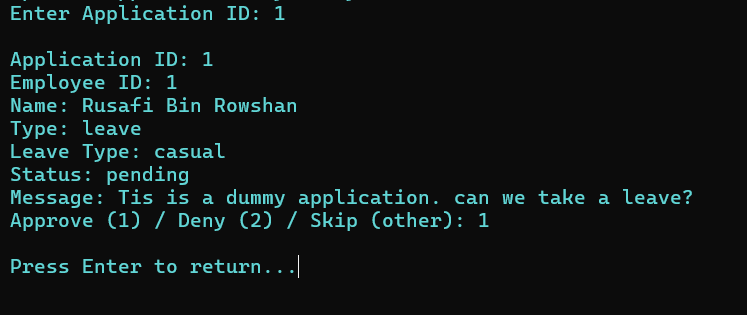 Enter Application ID: 1
Application ID: 1
Employee ID: 1
Name: Rusafi Bin Rowshan
Type: leave
Leave Type: casual
Status: pending
Message: Tis is a dummy application. can we take a leave?
Approve (1) / Deny (2) / Skip (other): 1
Press Enter to return...